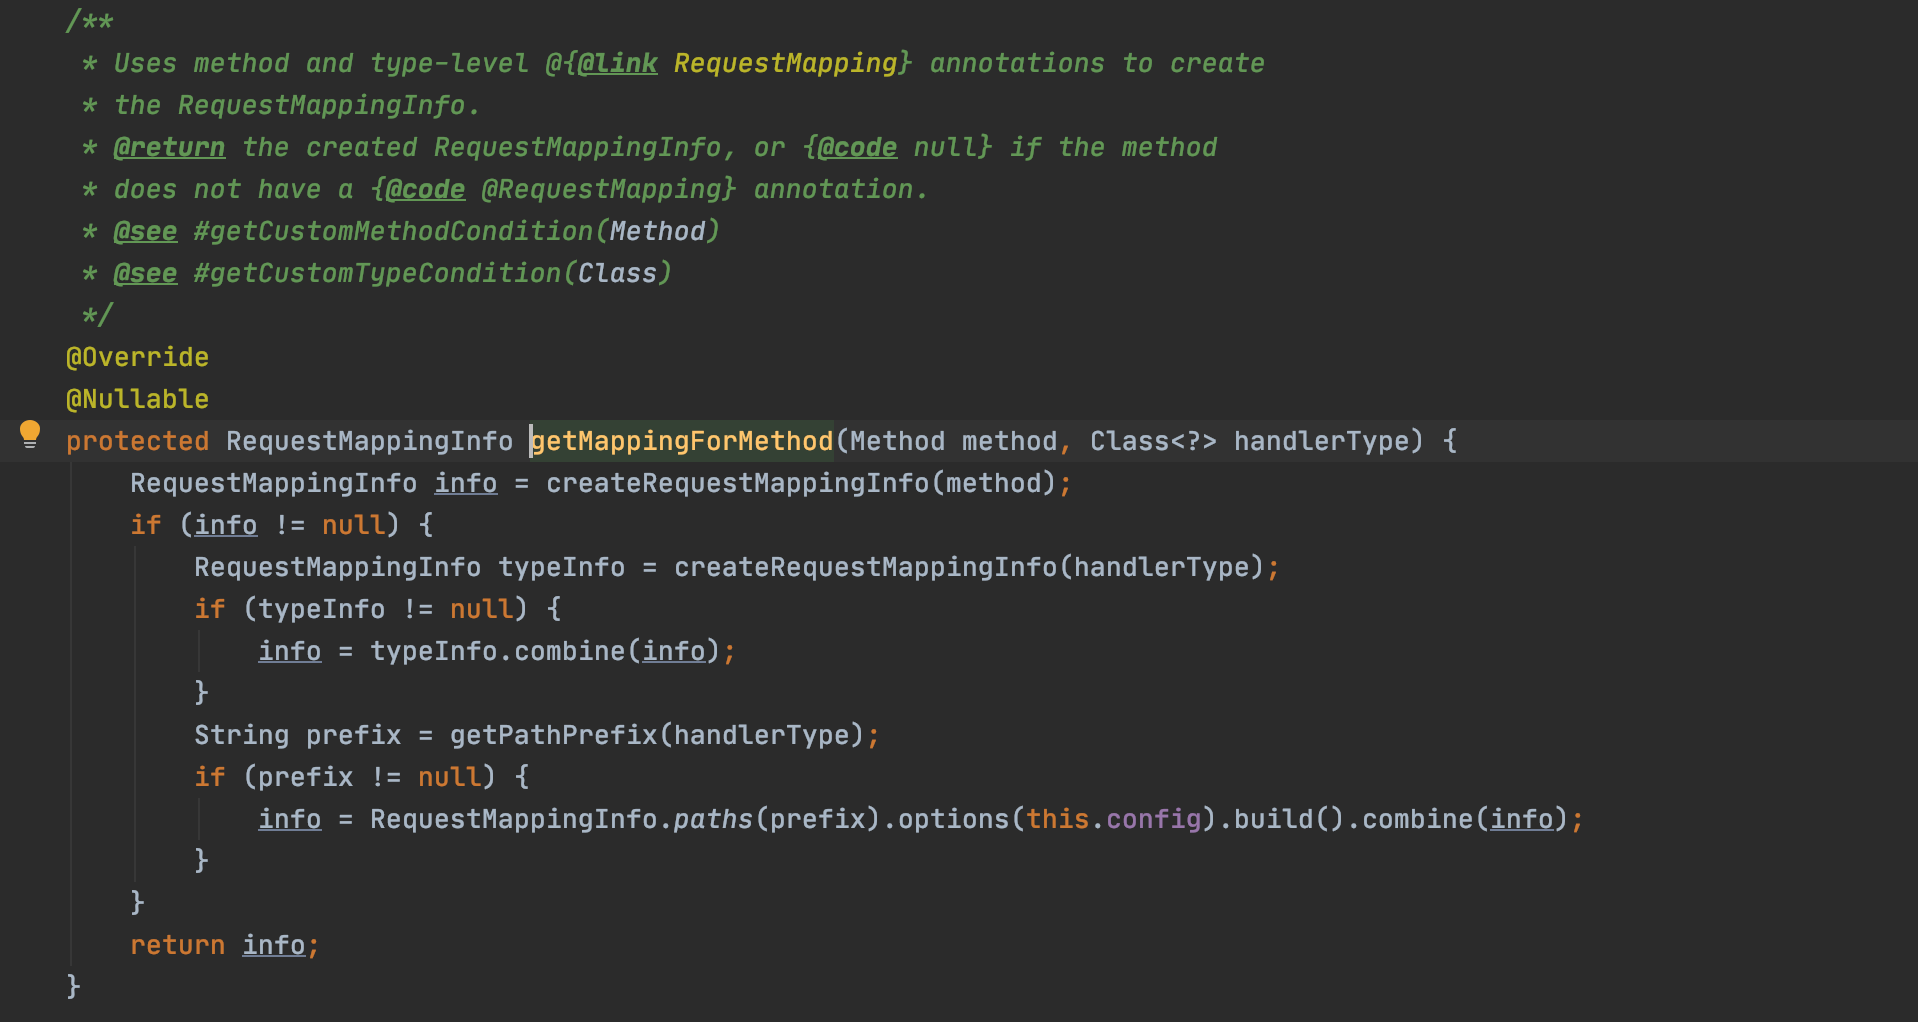 /**
 * Uses method and type-level @{@link RequestMapping} annotations to create
 * the RequestMappingInfo.
 * @return the created RequestMappingInfo, or {@code null} if the method
 * does not have a {@code @RequestMapping} annotation.
 * @see #getCustomMethodCondition(Method)
 * @see #getCustomTypeCondition(Class)
 */
@Override
@Nullable
protected RequestMappingInfo getMappingForMethod(Method method, Class<?> handlerType) {
    RequestMappingInfo info = createRequestMappingInfo(method);
    if (info != null) {
        RequestMappingInfo typeInfo = createRequestMappingInfo(handlerType);
        if (typeInfo != null) {
            info = typeInfo.combine(info);
        }
        String prefix = getPathPrefix(handlerType);
        if (prefix != null) {
            info = RequestMappingInfo.paths(prefix).options(this.config).build().combine(info);
        }
    }
    return info;
}